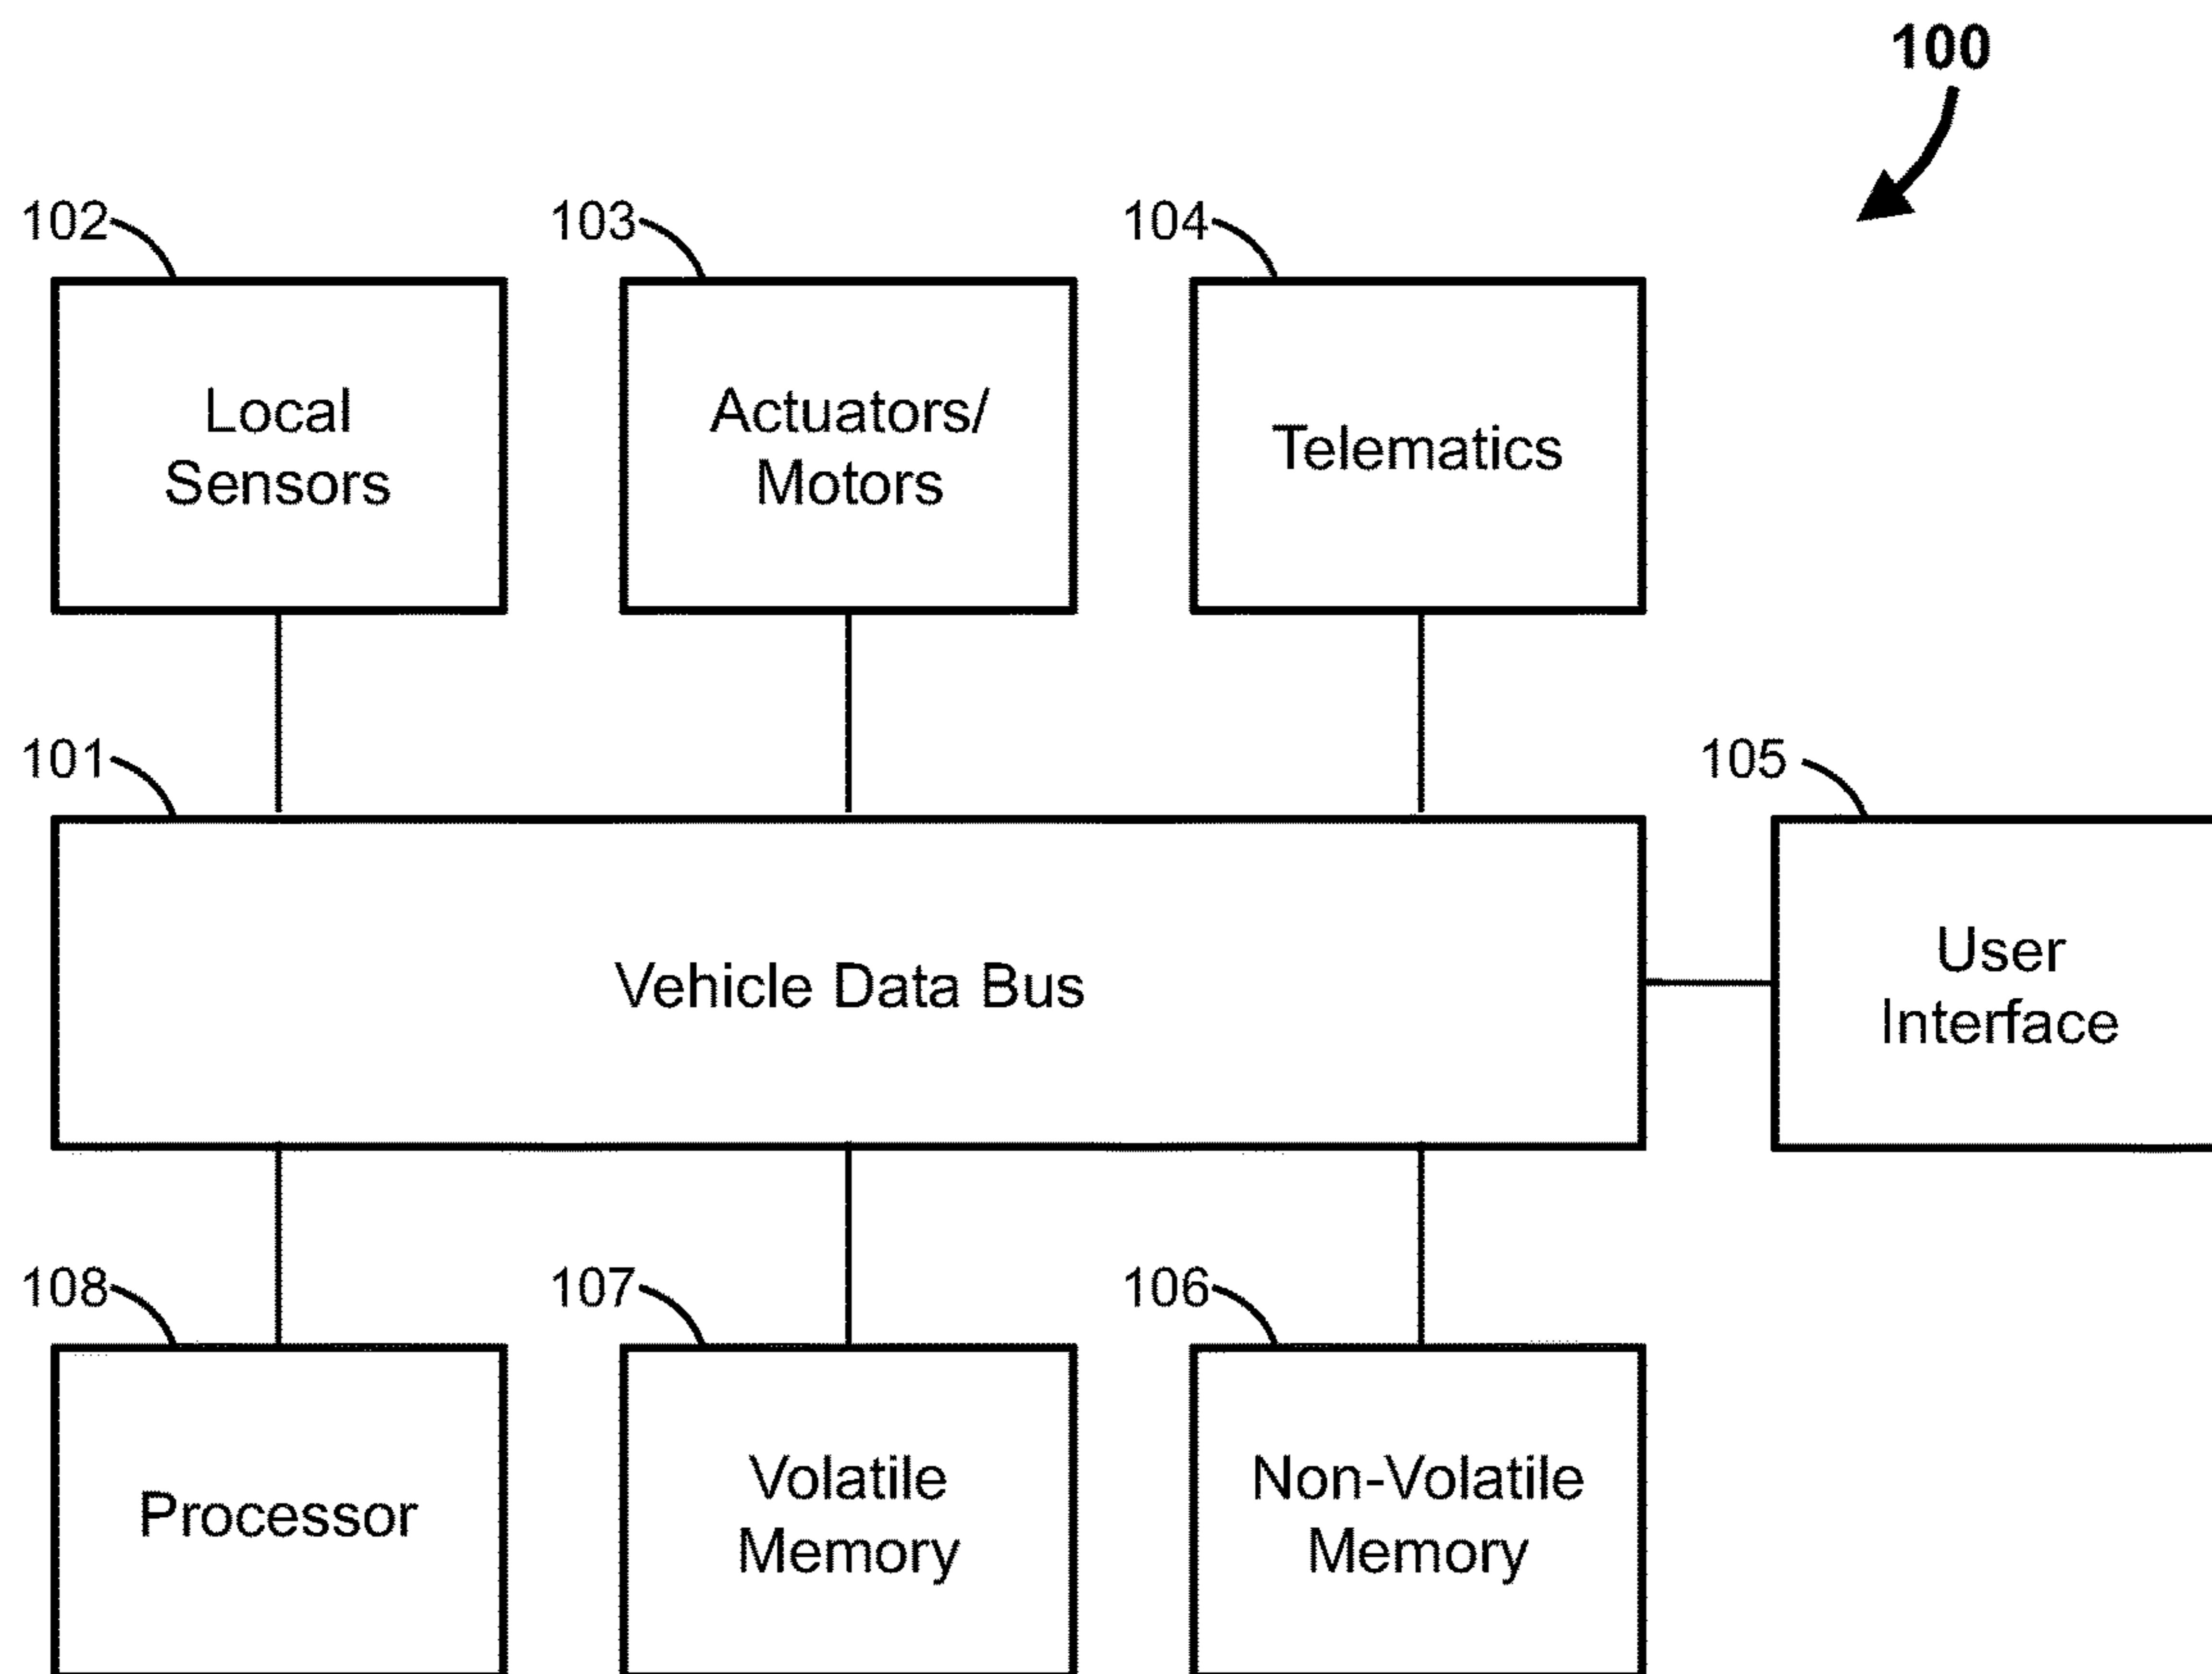 100
102
103
104
Local
Sensors
Actuators/
Motors
Telematics
101
105
Vehicle Data Bus
User
Interface
108
107
106
Processor
Volatile
Memory
Non-Volatile
Memory